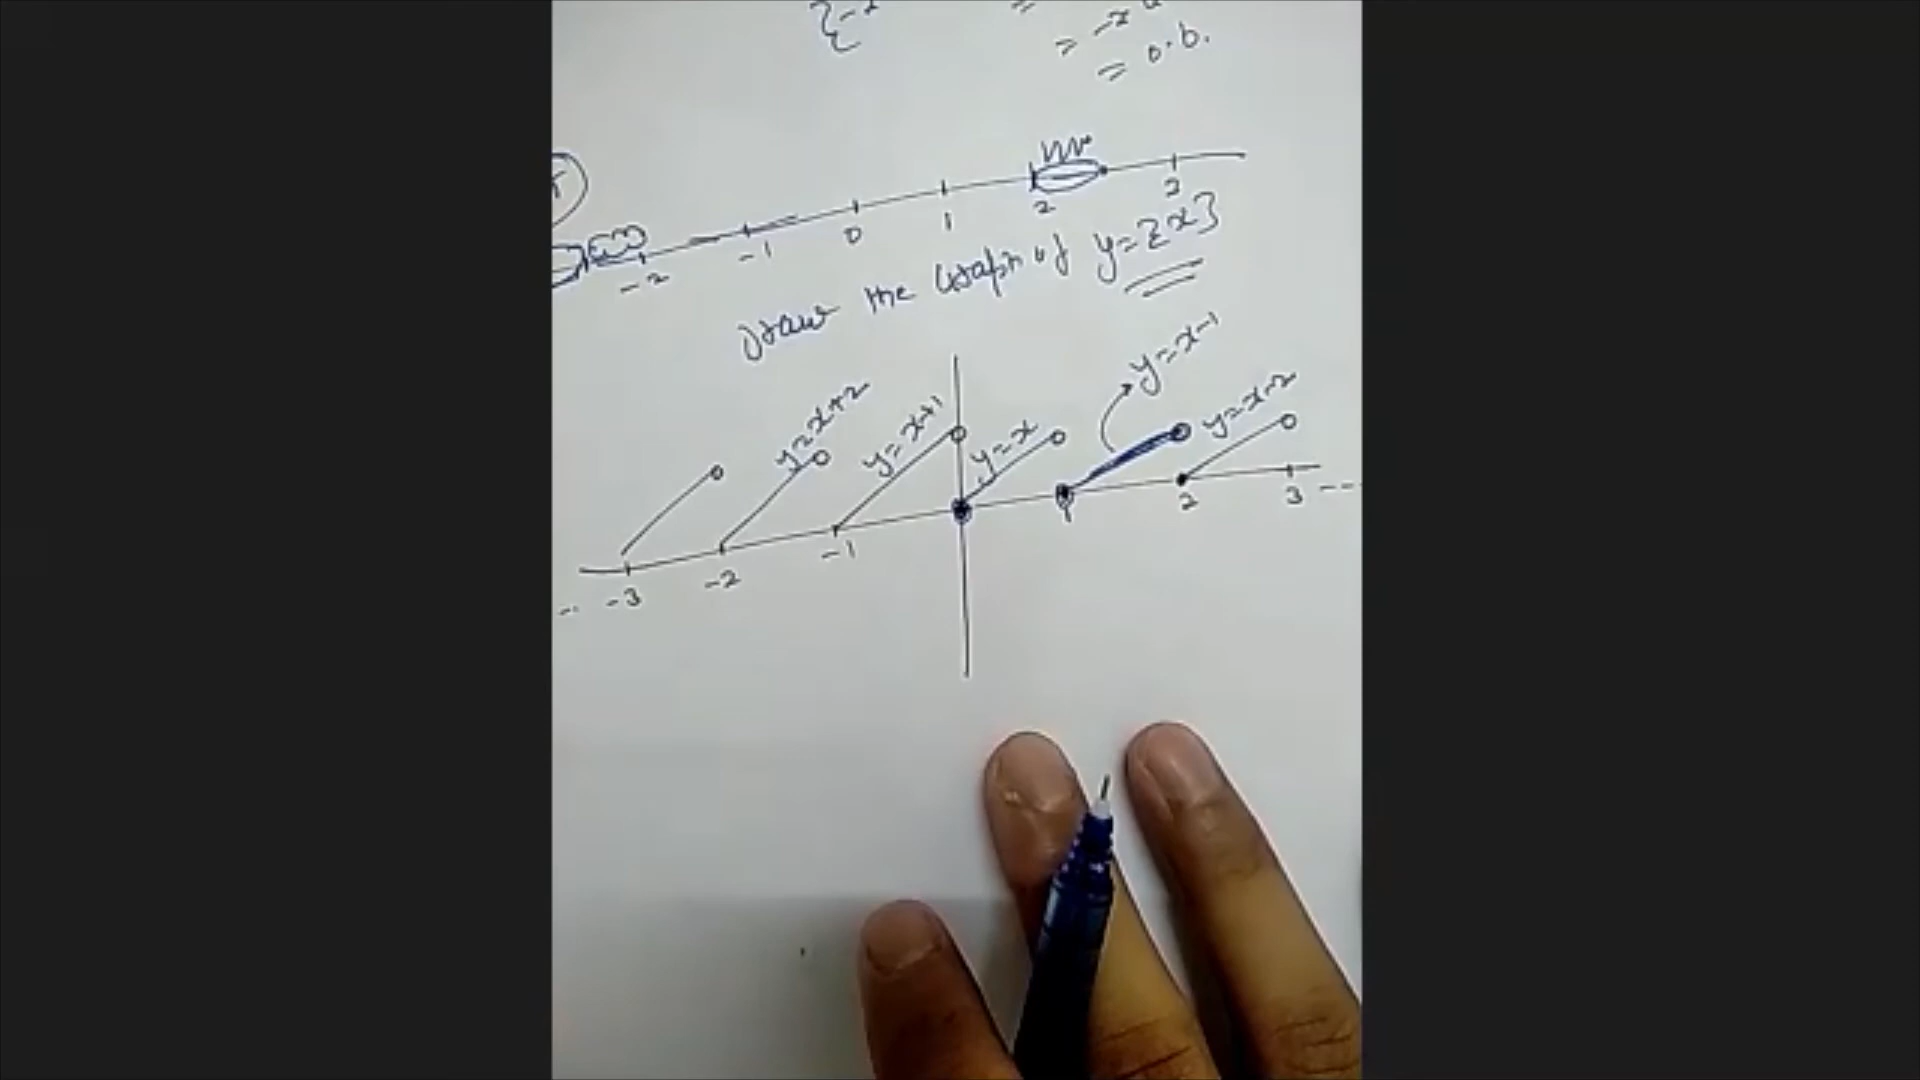 {-x
=
= -x
= 0.6.
-2 -1 0 1 2 3
Draw the Graph of y={x}
y=x-1
y=x+2 y=x+1 y=x y=x-2
-- -3 -2 -1 1 2 3 ---